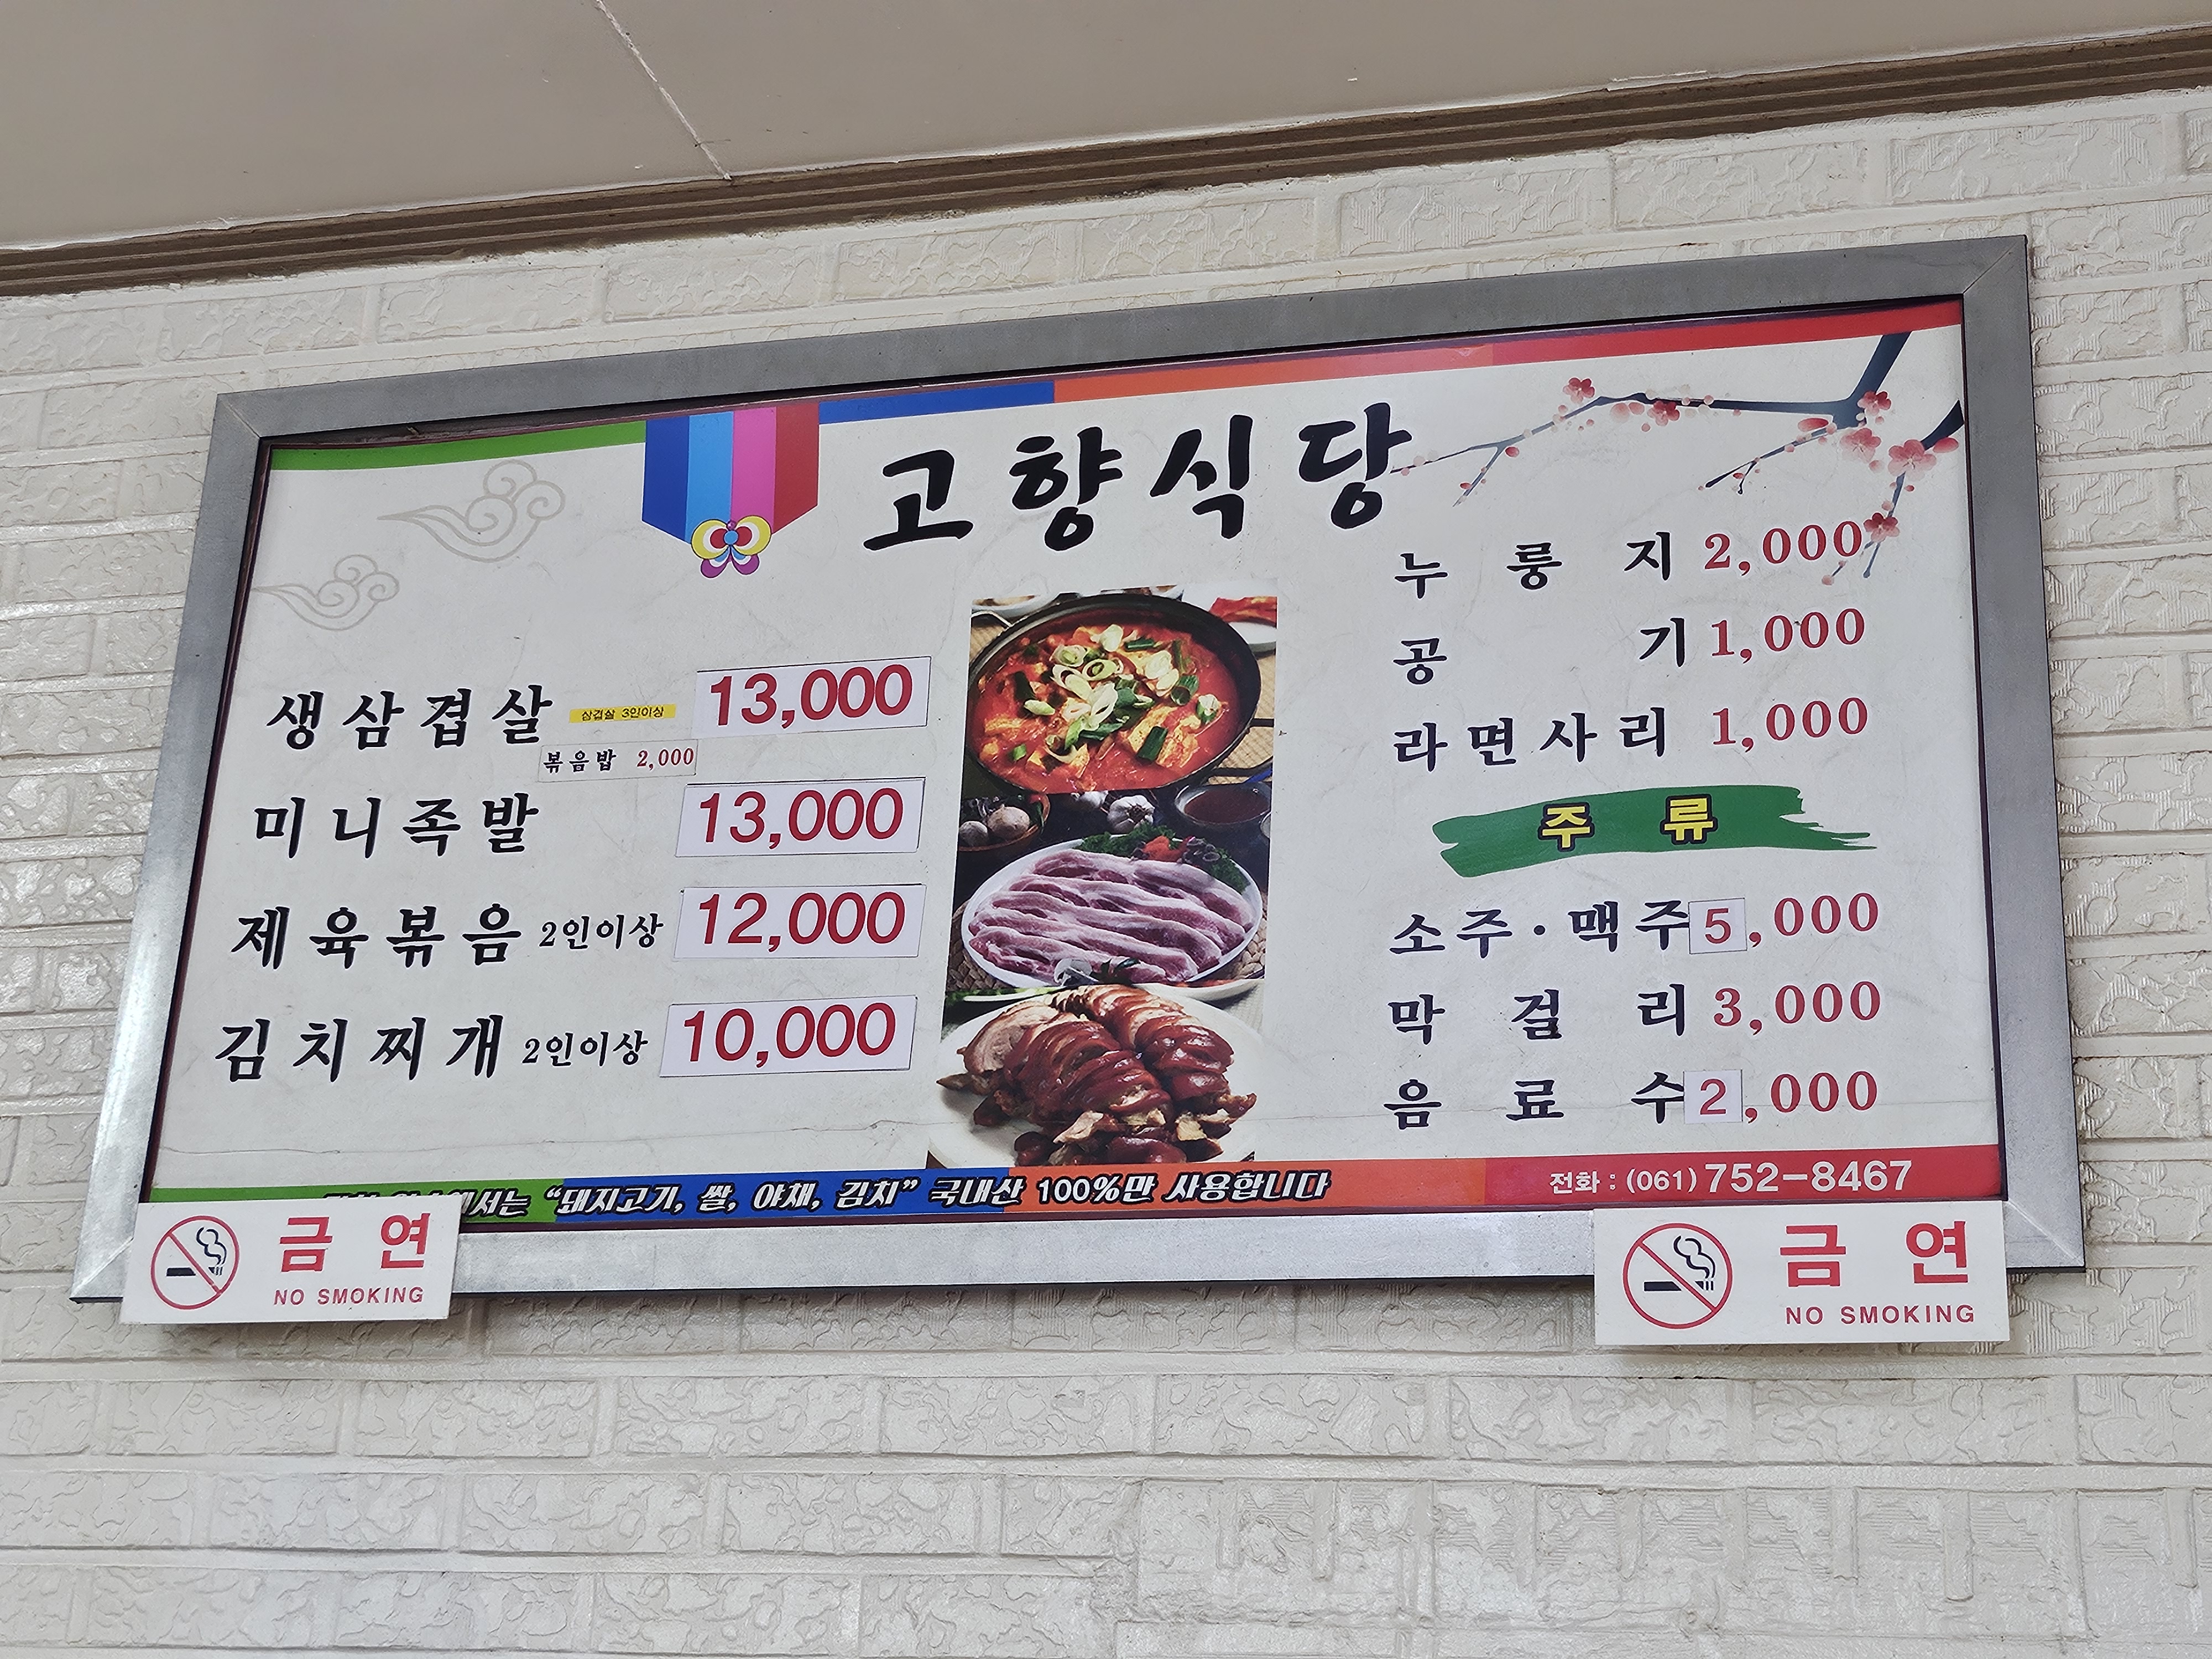 고향식당
생삼겹살 삼겹살 3인이상 13,000
볶음밥 2,000
미니족발 13,000
제육볶음 2인이상 12,000
김치찌개 2인이상 10,000
누룽지 2,000
공기 1,000
라면사리 1,000
주류
소주·맥주 5,000
막걸리 3,000
음료수 2,000
"돼지고기, 쌀, 야채, 김치" 국내산 100%만 사용합니다
전화 : (061) 752-8467
금연
NO SMOKING
금연
NO SMOKING